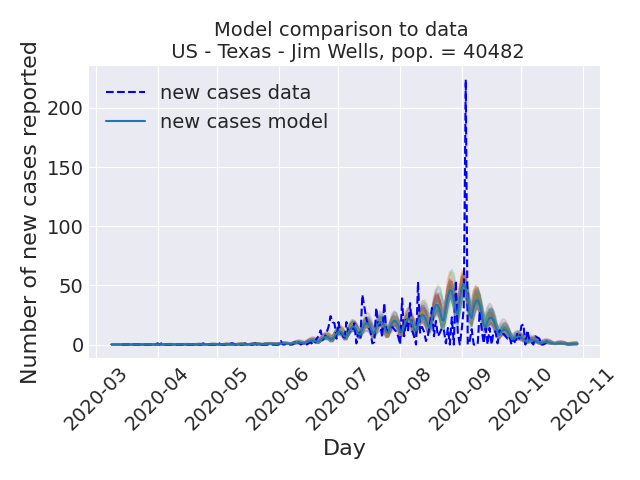 Model comparison to data
US - Texas - Jim Wells, pop. = 40482
Number of new cases reported
200
150
100
50
0
new cases data
new cases model
2020-03
2020-04
2020-05
2020-06
2020-07
2020-08
2020-09
2020-10
2020-11
Day